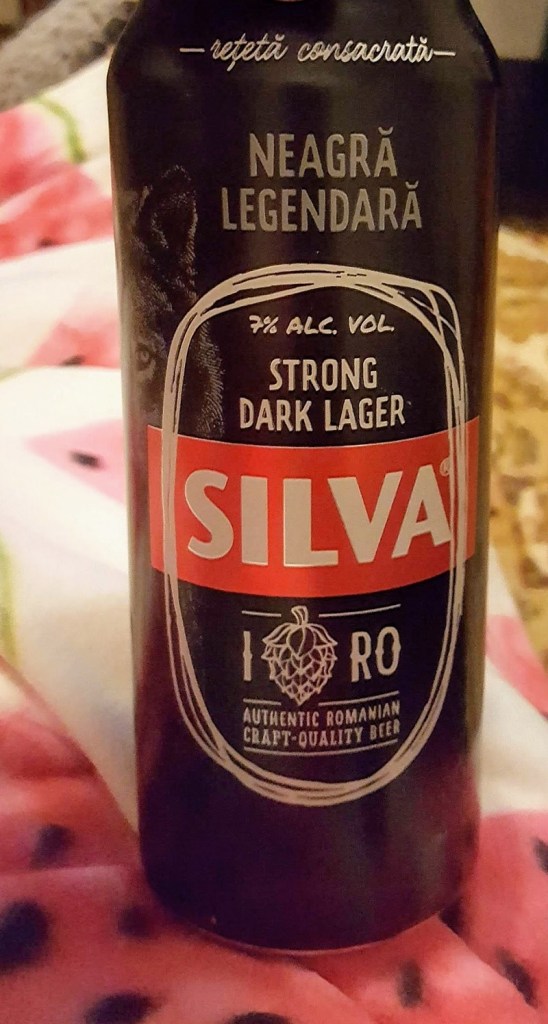 — rețetă consacrată —
NEAGRĂ
LEGENDARĂ
7% ALC. VOL.
STRONG
DARK LAGER
SILVA®
I RO
AUTHENTIC ROMANIAN
CRAFT-QUALITY BEER